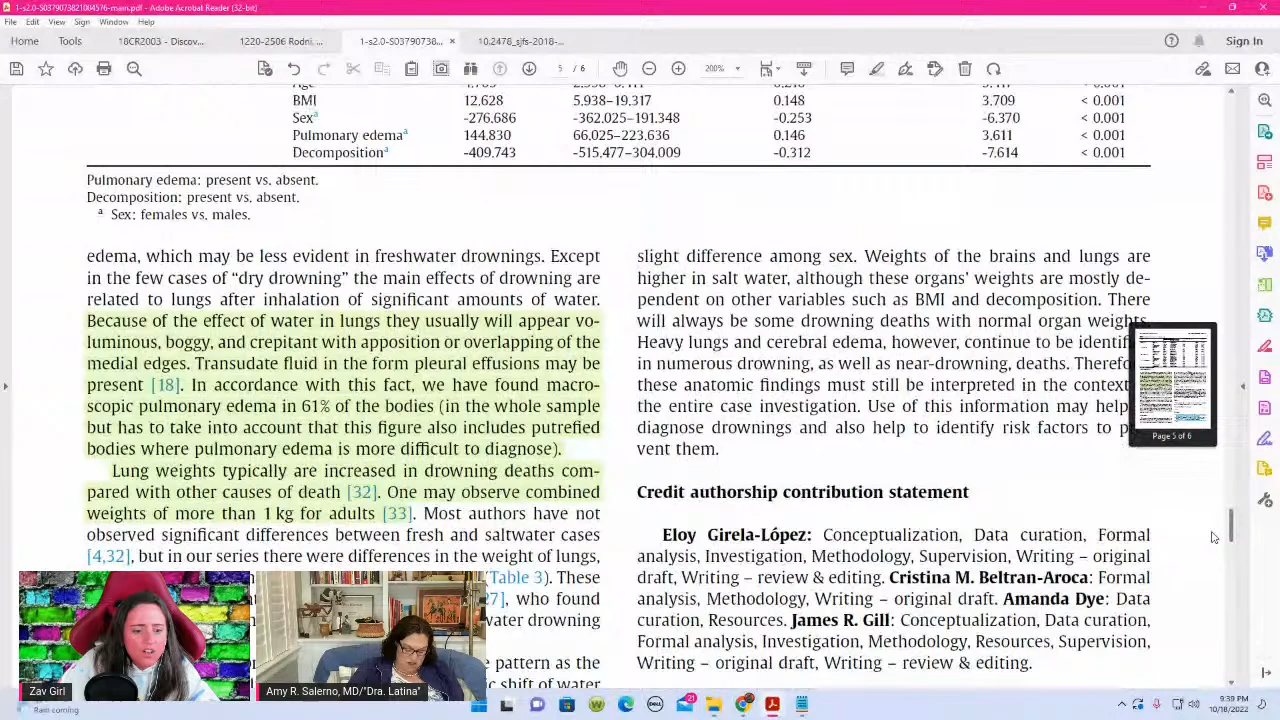 1-s2.0-S0379073821004576-main.pdf - Adobe Acrobat Reader (32-bit)
File Edit View Sign Window Help
Home Tools 18CR2003 - Discov... 1220-2506 Rodni,... 1-s2.0-S03790738... × 10.2478_sjfs-2018-... Sign In
5 / 6 200%
BMI 12.628 5.938–19.317 0.148 3.709 < 0.001
Sexa -276.686 -362.025–191.348 -0.253 -6.370 < 0.001
Pulmonary edemaa 144.830 66.025–223.636 0.146 3.611 < 0.001
Decompositiona -409.743 -515.477–304.009 -0.312 -7.614 < 0.001
Pulmonary edema: present vs. absent.
Decomposition: present vs. absent.
a Sex: females vs. males.
edema, which may be less evident in freshwater drownings. Except
in the few cases of “dry drowning” the main effects of drowning are
related to lungs after inhalation of significant amounts of water.
Because of the effect of water in lungs they usually will appear vo-
luminous, boggy, and crepitant with apposition or overlapping of the
medial edges. Transudate fluid in the form pleural effusions may be
present [18]. In accordance with this fact, we have found macro-
scopic pulmonary edema in 61% of the bodies (in the whole sample
but has to take into account that this figure also includes putrefied
bodies where pulmonary edema is more difficult to diagnose).
Lung weights typically are increased in drowning deaths com-
pared with other causes of death [32]. One may observe combined
weights of more than 1 kg for adults [33]. Most authors have not
observed significant differences between fresh and saltwater cases
[4,32], but in our series there were differences in the weight of lungs,
(Table 3). These
27], who found
water drowning
e pattern as the
ic shift of water
slight difference among sex. Weights of the brains and lungs are
higher in salt water, although these organs’ weights are mostly de-
pendent on other variables such as BMI and decomposition. There
will always be some drowning deaths with normal organ weights.
Heavy lungs and cerebral edema, however, continue to be identifi
in numerous drowning, as well as near-drowning, deaths. Therefor
these anatomic findings must still be interpreted in the context
the entire case investigation. Use of this information may help
diagnose drownings and also help to identify risk factors to p
vent them.
Credit authorship contribution statement
Eloy Girela-López: Conceptualization, Data curation, Formal
analysis, Investigation, Methodology, Supervision, Writing – original
draft, Writing – review & editing. Cristina M. Beltran-Aroca: Formal
analysis, Methodology, Writing – original draft. Amanda Dye: Data
curation, Resources. James R. Gill: Conceptualization, Data curation,
Formal analysis, Investigation, Methodology, Resources, Supervision,
Writing – original draft, Writing – review & editing.
Page 5 of 6
Zav Girl
Amy R. Salerno, MD/"Dra. Latina"
Rain coming
21
9:39 PM
10/18/2022